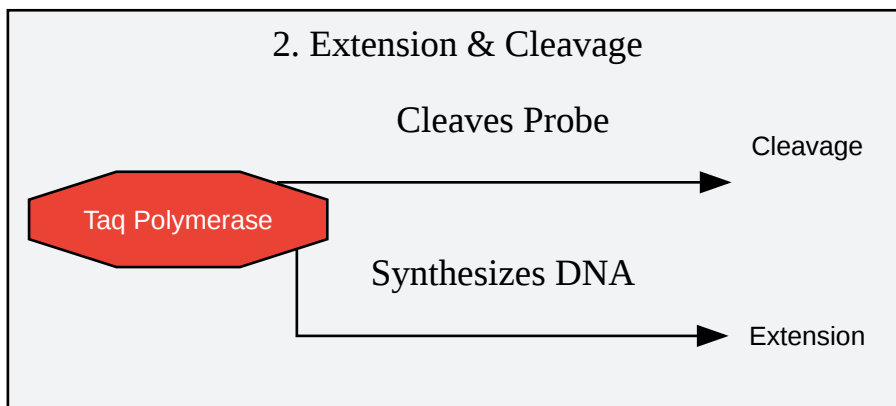 2. Extension & Cleavage
Cleaves Probe
Cleavage
Taq Polymerase
Synthesizes DNA
Extension